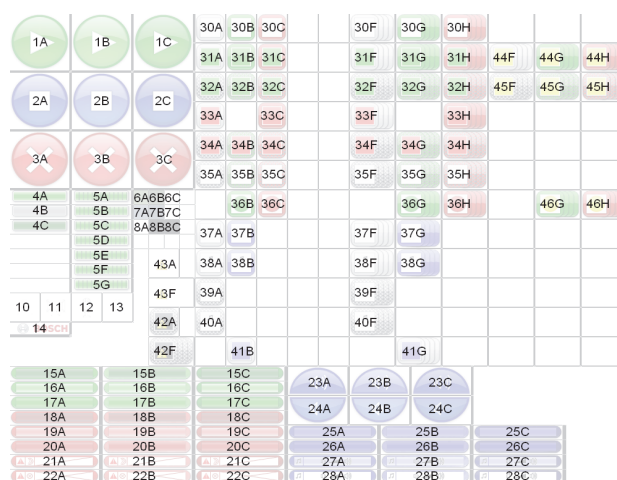 1A 1B 1C 30A 30B 30C 30F 30G 30H
31A 31B 31C 31F 31G 31H 44F 44G 44H
2A 2B 2C 32A 32B 32C 32F 32G 32H 45F 45G 45H
33A 33C 33F 33H
3A 3B 3C 34A 34B 34C 34F 34G 34H
35A 35B 35C 35F 35G 35H
4A 5A 6A6B6C 36B 36C 36G 36H 46G 46H
4B 5B 7A7B7C
4C 5C 8A8B8C 37A 37B 37F 37G
5D
5E 43A 38A 38B 38F 38G
5F
5G 43F 39A 39F
10 11 12 13
14 SCH 42A 40A 40F
42F 41B 41G
15A 15B 15C 23A 23B 23C
16A 16B 16C
17A 17B 17C 24A 24B 24C
18A 18B 18C
19A 19B 19C 25A 25B 25C
20A 20B 20C 26A 26B 26C
21A 21B 21C 27A 27B 27C
22A 22B 22C 28A 28B 28C